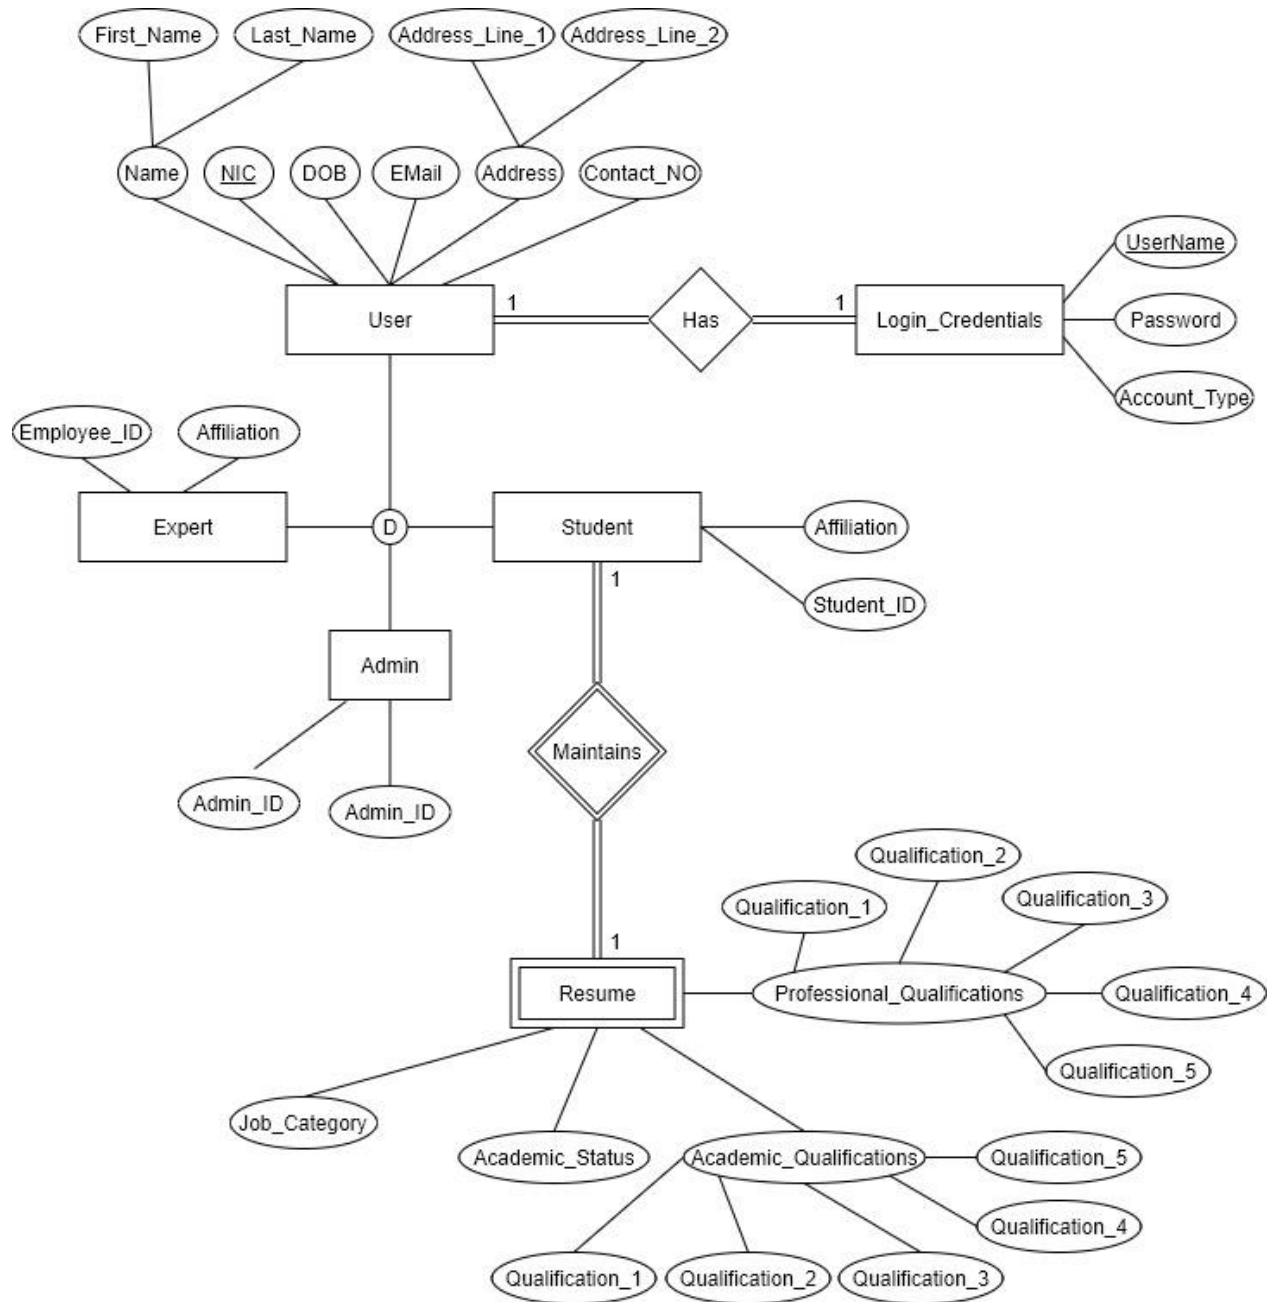 First_Name
Last_Name
Address_Line_1
Address_Line_2
Name
NIC
DOB
EMail
Address
Contact_NO
UserName
User
1
Has
1
Login_Credentials
Password
Account_Type
Employee_ID
Affiliation
Expert
D
Student
Affiliation
1
Student_ID
Admin
Maintains
Admin_ID
Admin_ID
Qualification_2
Qualification_1
Qualification_3
1
Resume
Professional_Qualifications
Qualification_4
Qualification_5
Job_Category
Academic_Status
Academic_Qualifications
Qualification_5
Qualification_4
Qualification_1
Qualification_2
Qualification_3